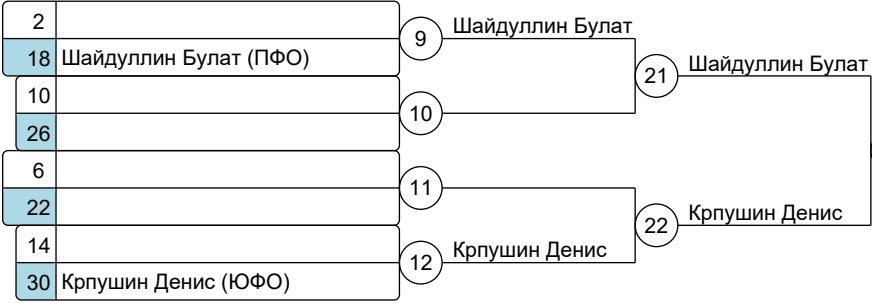 2
18 Шайдуллин Булат (ПФО)
9 Шайдуллин Булат
10
26
10
21 Шайдуллин Булат
6
22
11
14
30 Крпушин Денис (ЮФО)
12 Крпушин Денис
22 Крпушин Денис